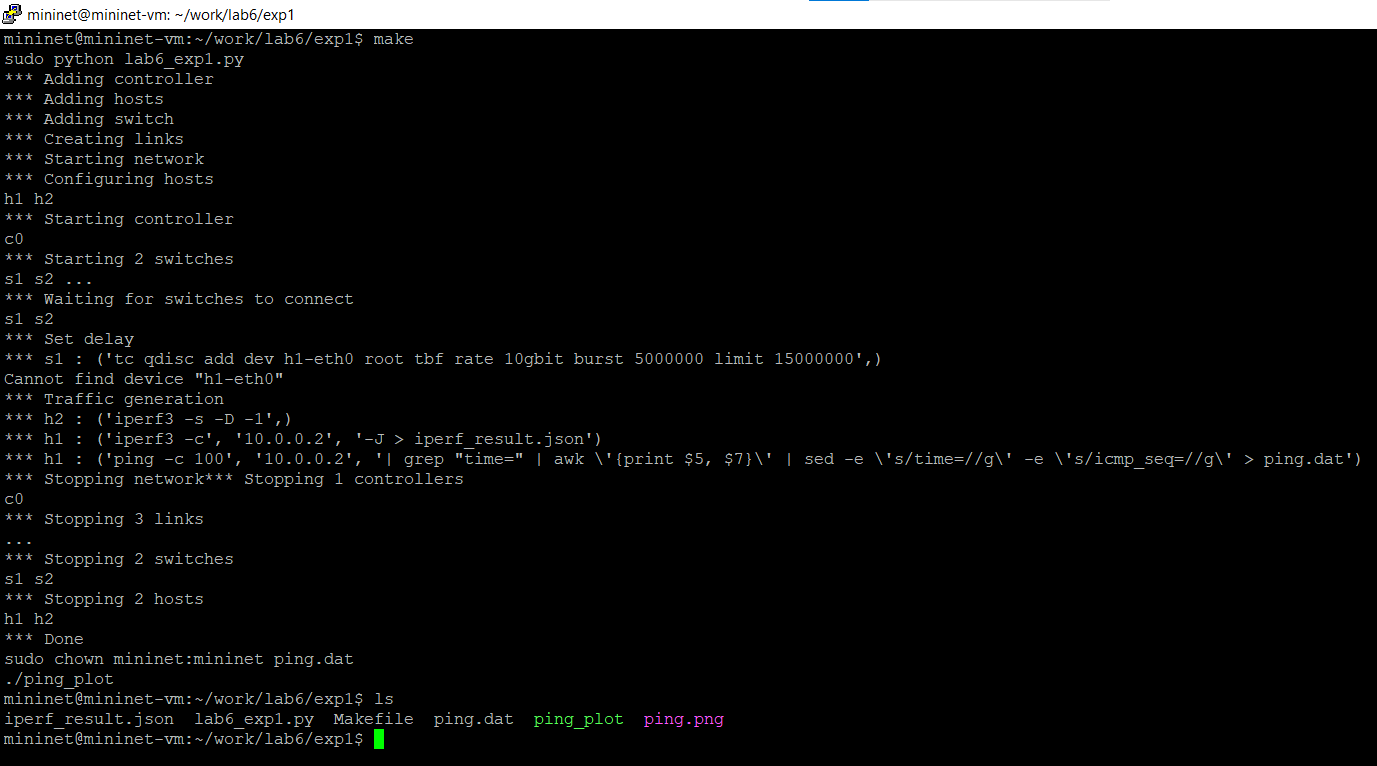 mininet@mininet-vm: ~/work/lab6/exp1
mininet@mininet-vm:~/work/lab6/exp1$ make
sudo python lab6_exp1.py
*** Adding controller
*** Adding hosts
*** Adding switch
*** Creating links
*** Starting network
*** Configuring hosts
h1 h2
*** Starting controller
c0
*** Starting 2 switches
s1 s2 ...
*** Waiting for switches to connect
s1 s2
*** Set delay
*** s1 : ('tc qdisc add dev h1-eth0 root tbf rate 10gbit burst 5000000 limit 15000000',)
Cannot find device "h1-eth0"
*** Traffic generation
*** h2 : ('iperf3 -s -D -1',)
*** h1 : ('iperf3 -c', '10.0.0.2', '-J > iperf_result.json')
*** h1 : ('ping -c 100', '10.0.0.2', '| grep "time=" | awk \'{print $5, $7}\' | sed -e \'s/time=//g\' -e \'s/icmp_seq=//g\' > ping.dat')
*** Stopping network*** Stopping 1 controllers
c0
*** Stopping 3 links
...
*** Stopping 2 switches
s1 s2
*** Stopping 2 hosts
h1 h2
*** Done
sudo chown mininet:mininet ping.dat
./ping_plot
mininet@mininet-vm:~/work/lab6/exp1$ ls
iperf_result.json  lab6_exp1.py  Makefile  ping.dat  ping_plot  ping.png
mininet@mininet-vm:~/work/lab6/exp1$